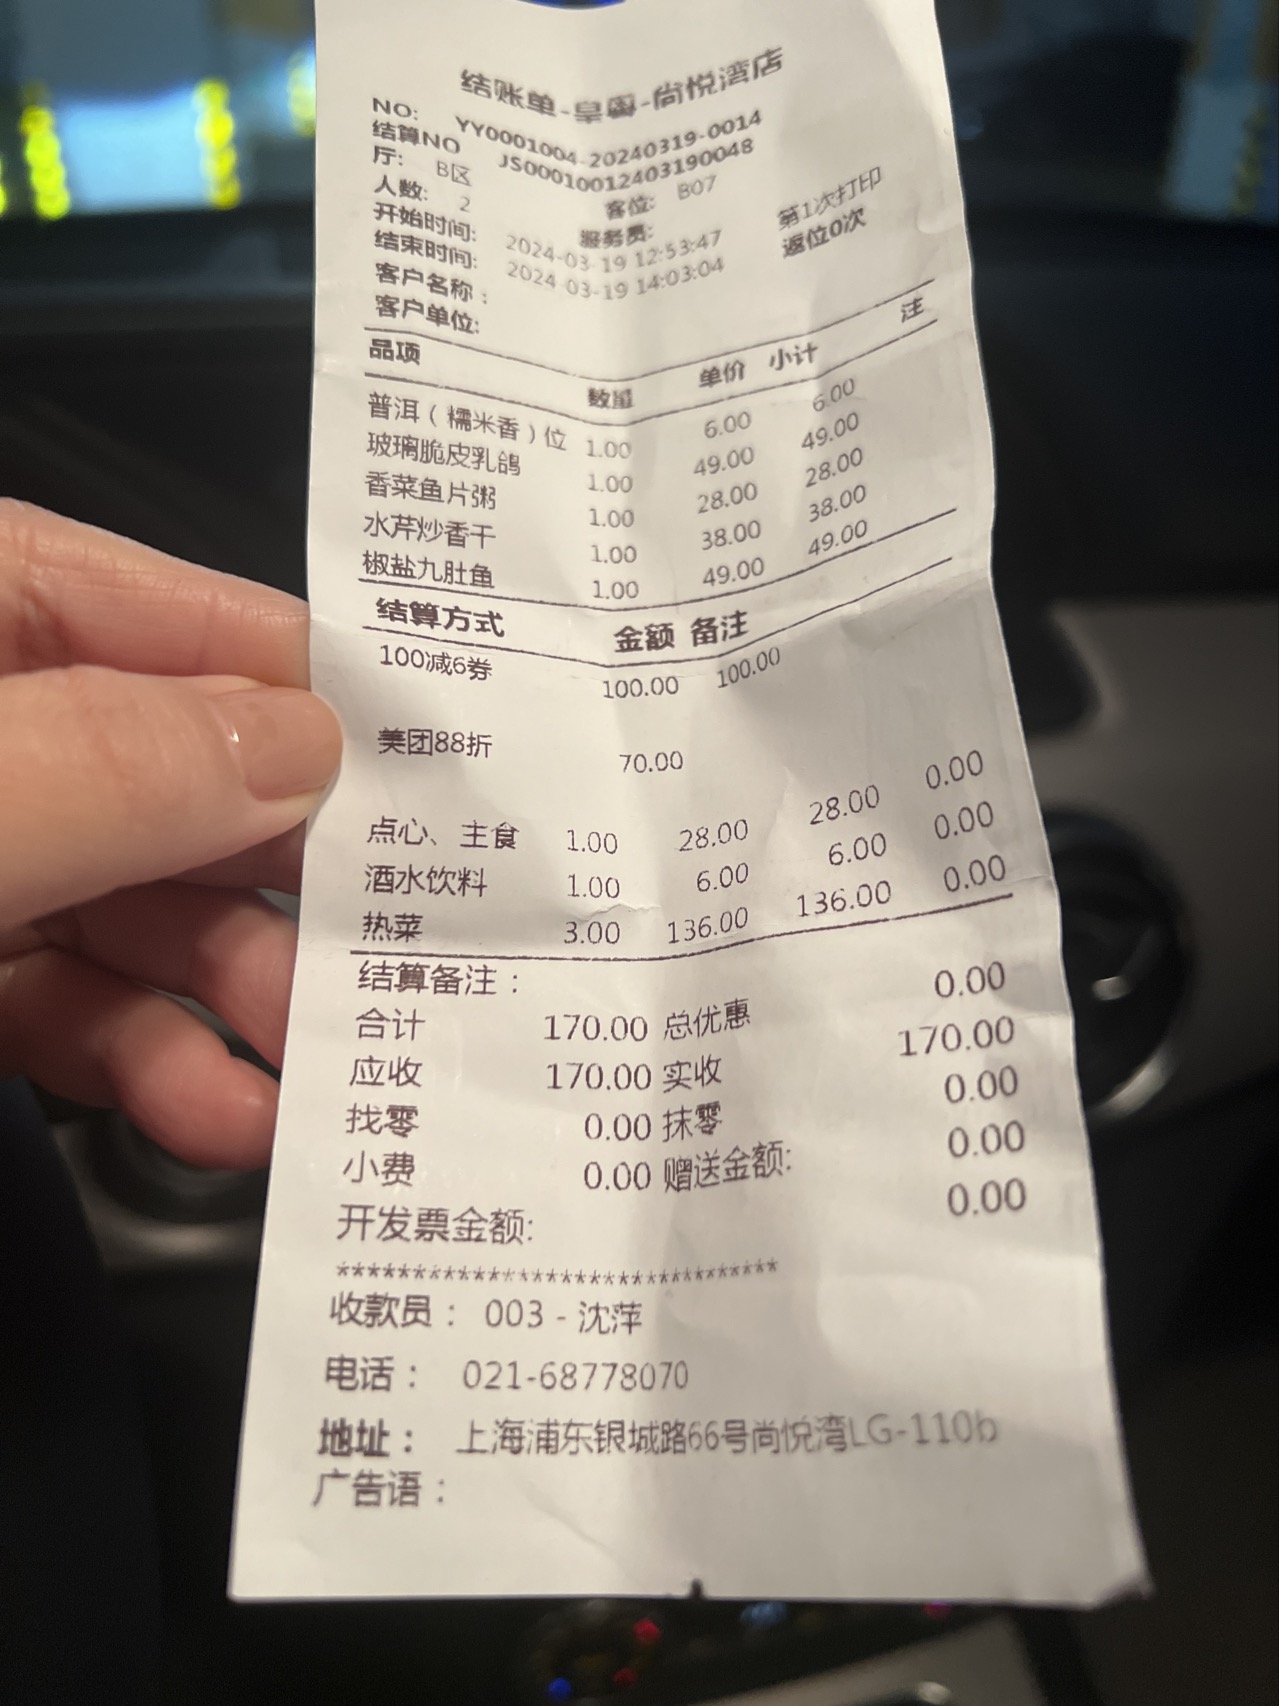 结账单-皇粤-尚悦湾店
NO: YY0001004-20240319-0014
结算NO JS00010012403190048
厅: B区 客位: B07
人数: 2 服务员: 第1次打印
开始时间: 2024-03-19 12:53:47 返位0次
结束时间: 2024-03-19 14:03:04
客户名称:
客户单位:
品项 数量 单价 小计 注
普洱(糯米香)位 1.00 6.00 6.00
玻璃脆皮乳鸽 1.00 49.00 49.00
香菜鱼片粥 1.00 28.00 28.00
水芹炒香干 1.00 38.00 38.00
椒盐九肚鱼 1.00 49.00 49.00
结算方式 金额 备注
100减6券 100.00 100.00
美团88折 70.00
点心、主食 1.00 28.00 28.00 0.00
酒水饮料 1.00 6.00 6.00 0.00
热菜 3.00 136.00 136.00 0.00
结算备注:
合计 170.00 总优惠 0.00
应收 170.00 实收 170.00
找零 0.00 抹零 0.00
小费 0.00 赠送金额: 0.00
开发票金额: 0.00
******************************
收款员: 003 - 沈萍
电话: 021-68778070
地址: 上海浦东银城路66号尚悦湾LG-110b
广告语: